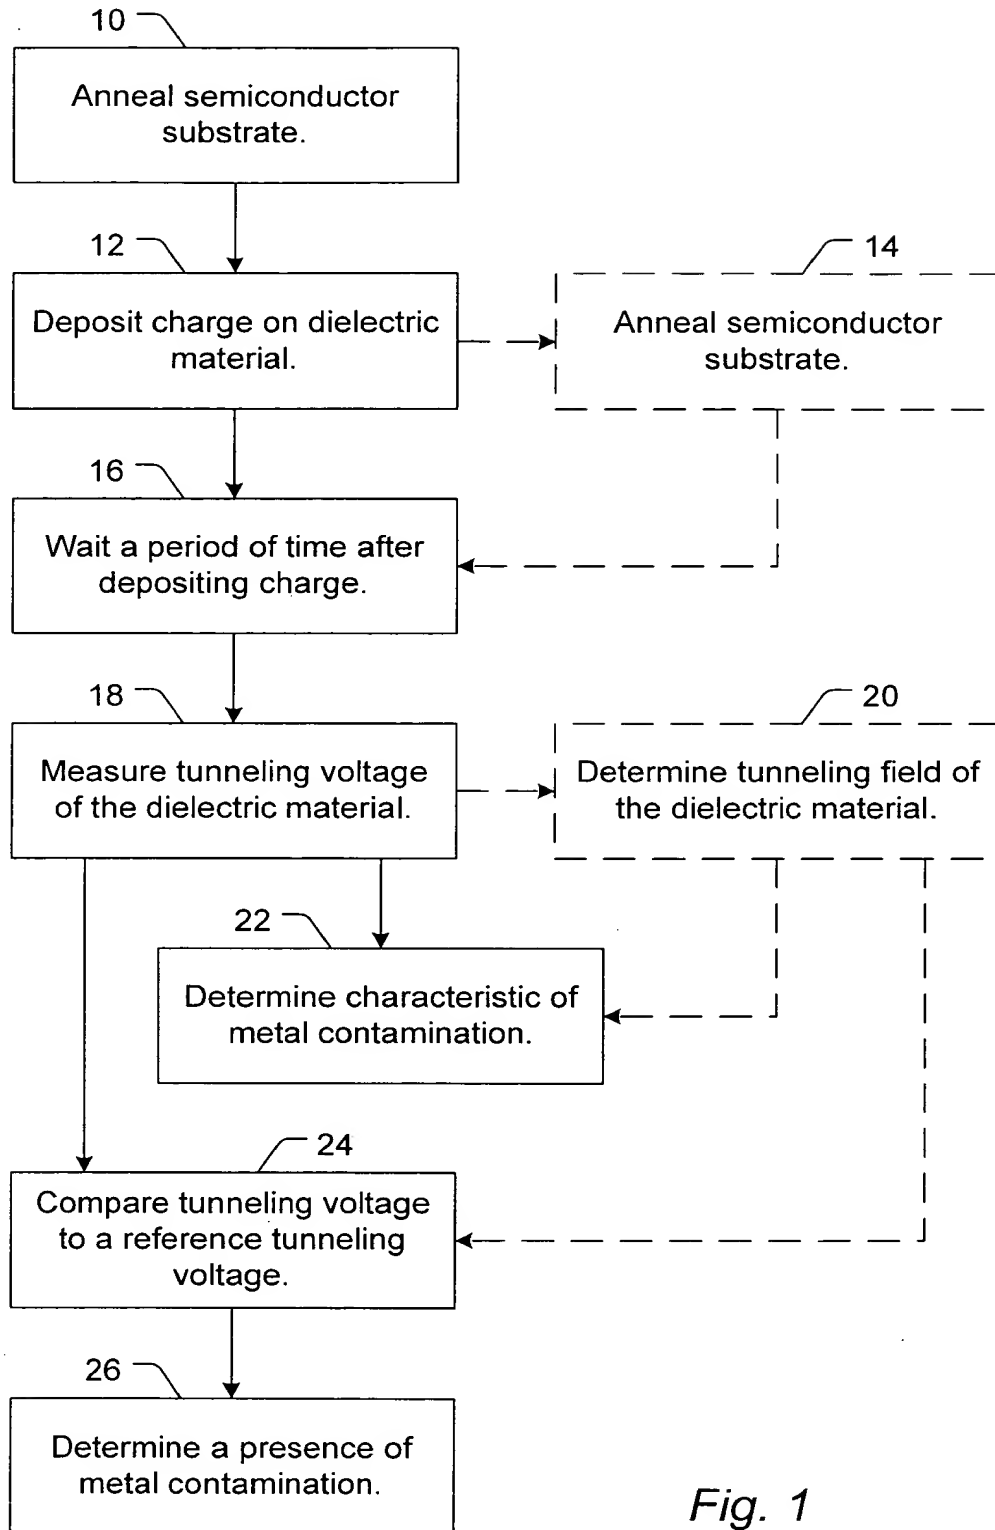 10
Anneal semiconductor
substrate.
12
Deposit charge on dielectric
material.
14
Anneal semiconductor
substrate.
16
Wait a period of time after
depositing charge.
18
Measure tunneling voltage
of the dielectric material.
20
Determine tunneling field of
the dielectric material.
22
Determine characteristic of
metal contamination.
24
Compare tunneling voltage
to a reference tunneling
voltage.
26
Determine a presence of
metal contamination.
Fig. 1